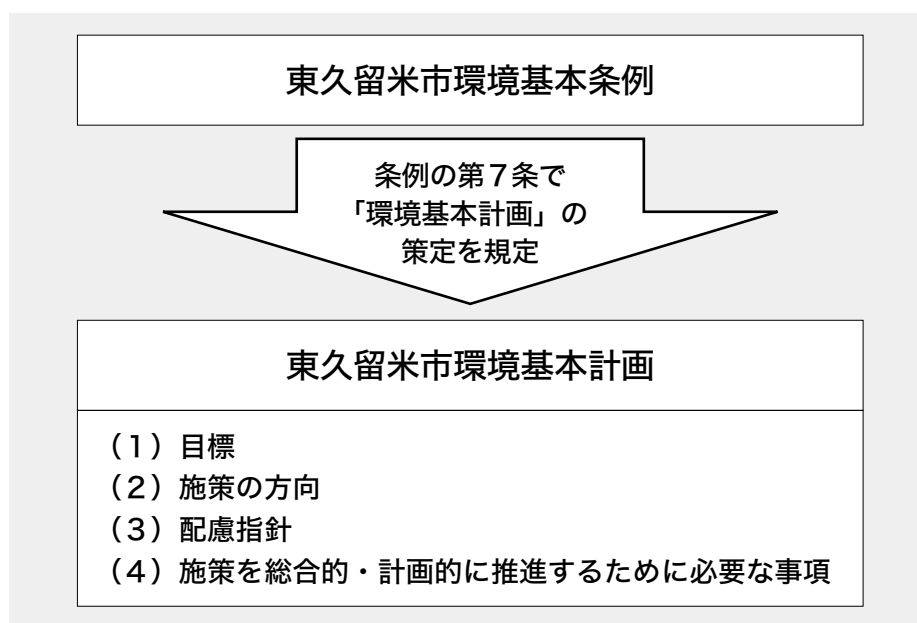 東久留米市環境基本条例
条例の第７条で
「環境基本計画」の
策定を規定
東久留米市環境基本計画
（１）目標
（２）施策の方向
（３）配慮指針
（４）施策を総合的・計画的に推進するために必要な事項